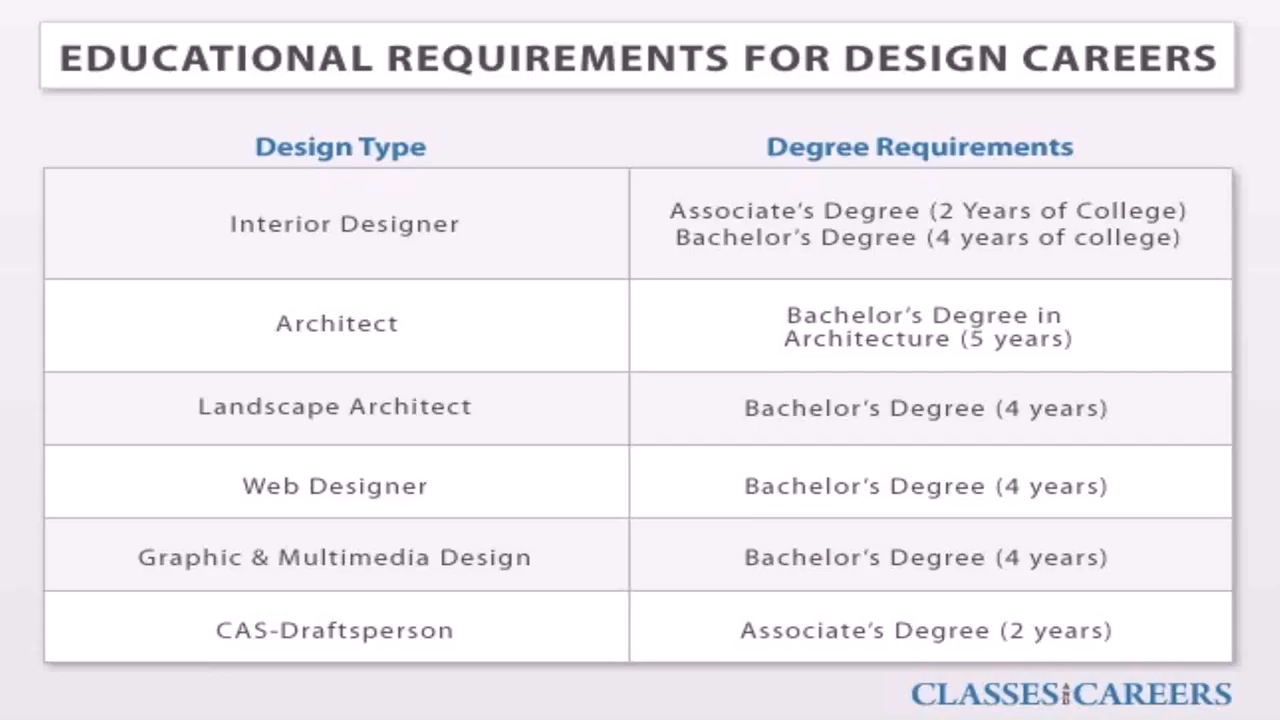 EDUCATIONAL REQUIREMENTS FOR DESIGN CAREERS
Design Type
Degree Requirements
Interior Designer
Associate's Degree (2 Years of College)
Bachelor's Degree (4 years of college)
Architect
Bachelor's Degree in
Architecture (5 years)
Landscape Architect
Bachelor's Degree (4 years)
Web Designer
Bachelor's Degree (4 years)
Graphic & Multimedia Design
Bachelor's Degree (4 years)
CAS-Draftsperson
Associate's Degree (2 years)
CLASSES AND CAREERS